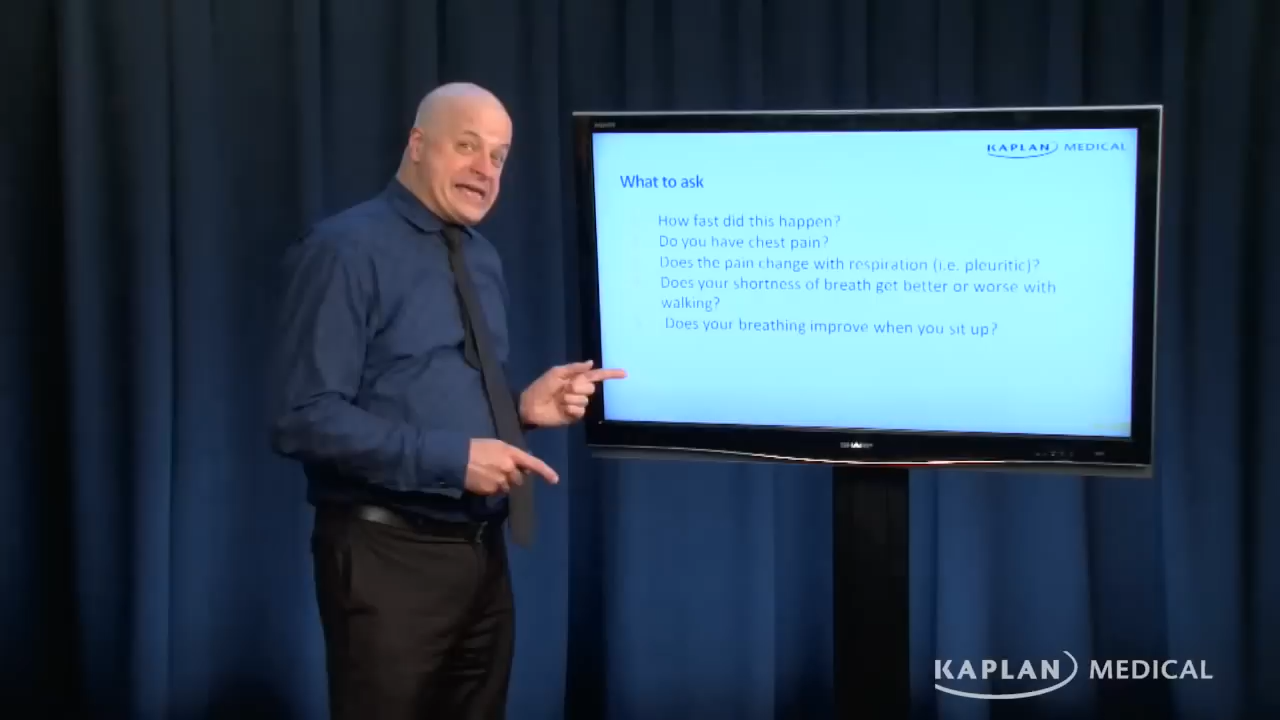 KAPLAN MEDICAL
What to ask
How fast did this happen?
Do you have chest pain?
Does the pain change with respiration (i.e. pleuritic)?
Does your shortness of breath get better or worse with
walking?
Does your breathing improve when you sit up?
SHARP
KAPLAN MEDICAL